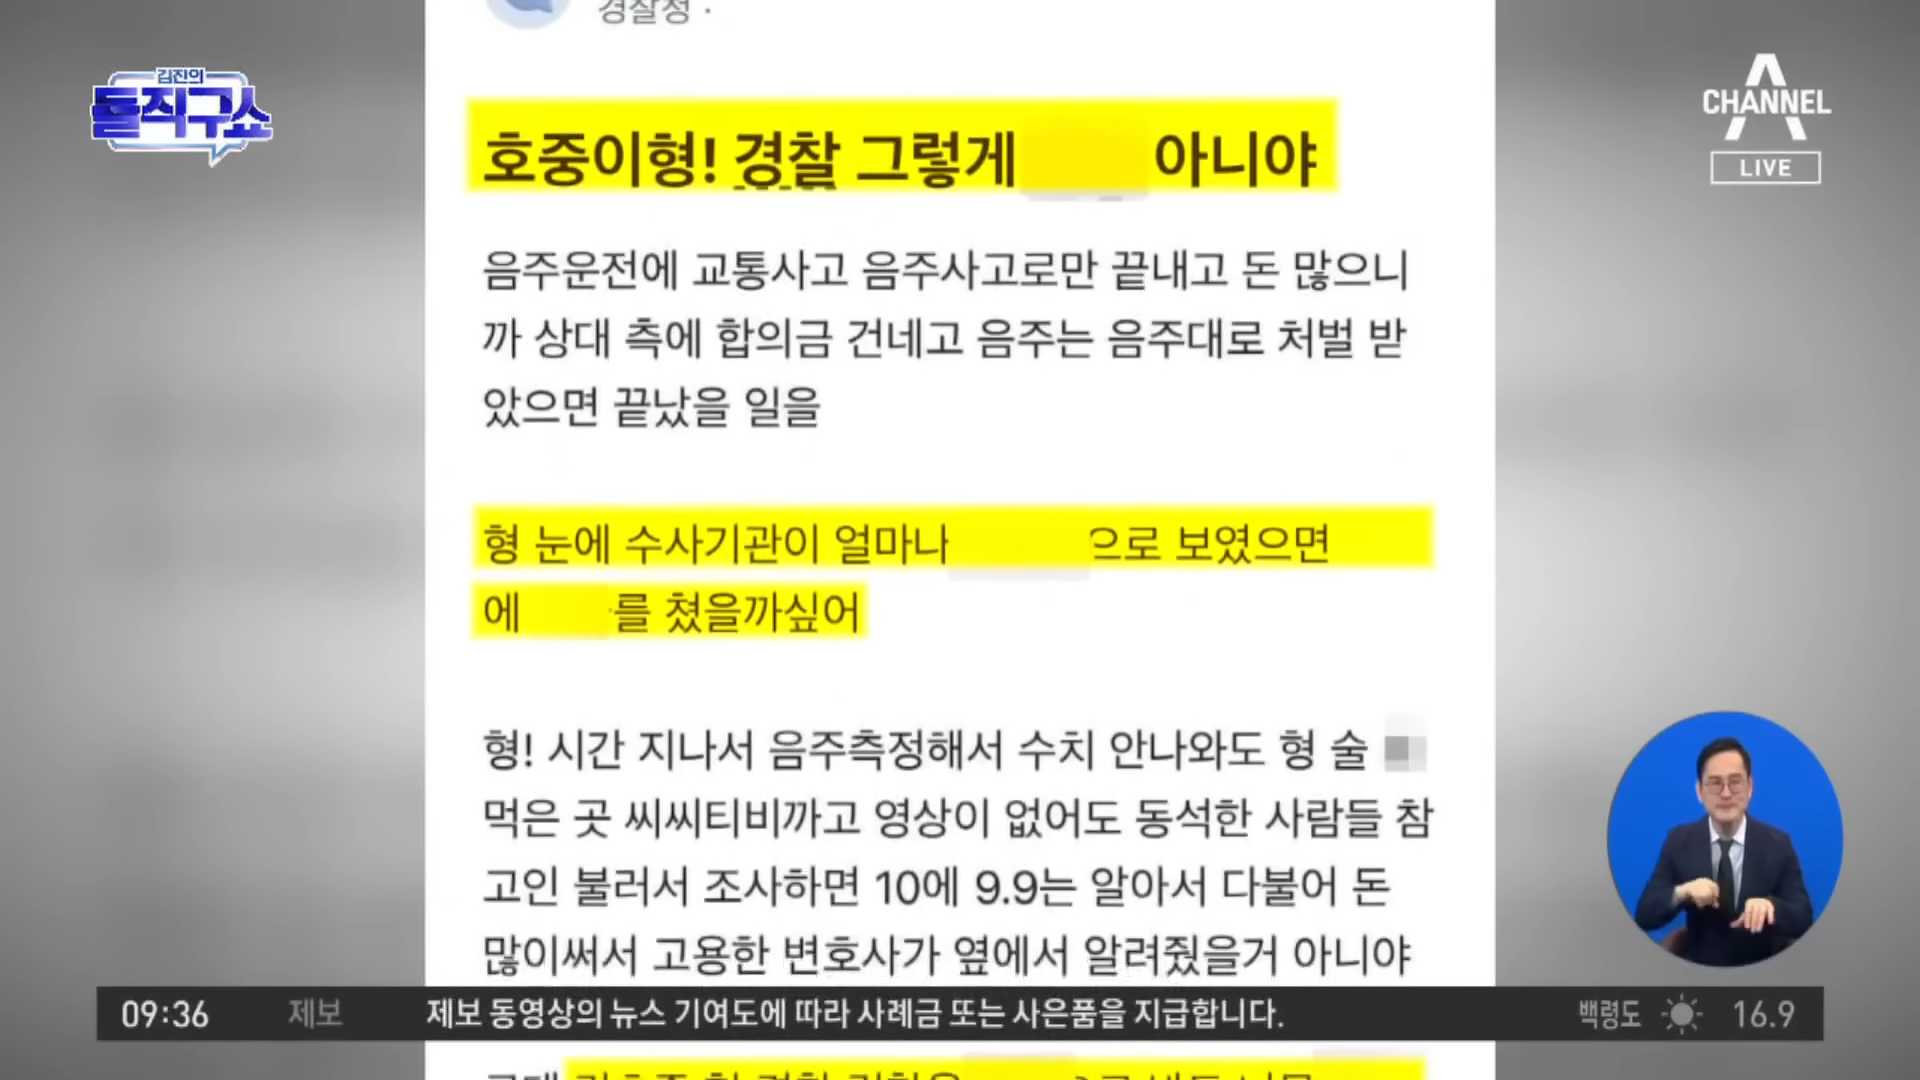 경찰청 ·
김진의
돌직구쇼
CHANNEL A
LIVE
호중이형! 경찰 그렇게 아니야
음주운전에 교통사고 음주사고로만 끝내고 돈 많으니
까 상대 측에 합의금 건네고 음주는 음주대로 처벌 받
았으면 끝났을 일을
형 눈에 수사기관이 얼마나 으로 보였으면
에 를 쳤을까싶어
형! 시간 지나서 음주측정해서 수치 안나와도 형 술
먹은 곳 씨씨티비까고 영상이 없어도 동석한 사람들 참
고인 불러서 조사하면 10에 9.9는 알아서 다불어 돈
많이써서 고용한 변호사가 옆에서 알려줬을거 아니야
09:36 제보 제보 동영상의 뉴스 기여도에 따라 사례금 또는 사은품을 지급합니다. 백령도 16.9